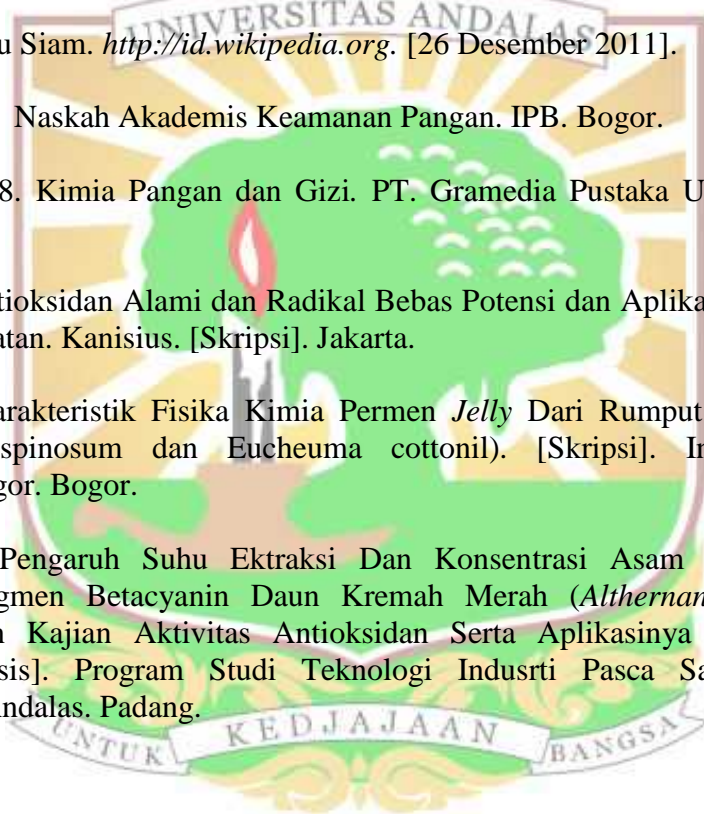 UNIVERSITAS ANDALAS
u Siam. http://id.wikipedia.org. [26 Desember 2011].
Naskah Akademis Keamanan Pangan. IPB. Bogor.
8. Kimia Pangan dan Gizi. PT. Gramedia Pustaka U
tioksidan Alami dan Radikal Bebas Potensi dan Aplika
atan. Kanisius. [Skripsi]. Jakarta.
arakteristik Fisika Kimia Permen Jelly Dari Rumput
spinosum dan Eucheuma cottonil). [Skripsi]. In
gor. Bogor.
Pengaruh Suhu Ektraksi Dan Konsentrasi Asam
gmen Betacyanin Daun Kremah Merah (Althernan
n Kajian Aktivitas Antioksidan Serta Aplikasinya
sis]. Program Studi Teknologi Indusrti Pasca Sa
ndalas. Padang.
UNTUK KEDJAJAAN BANGSA